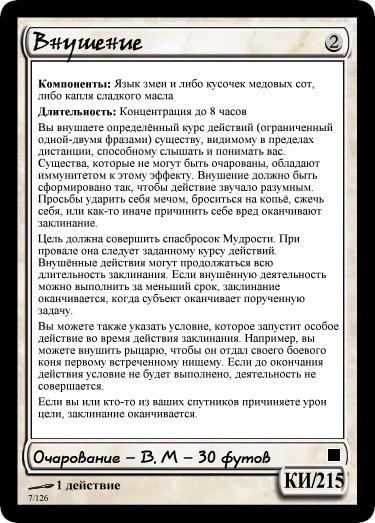 Внушение
2
Компоненты: Язык змеи и либо кусочек медовых сот,
либо капля сладкого масла
Длительность: Концентрация до 8 часов
Вы внушаете определённый курс действий (ограниченный
одной-двумя фразами) существу, видимому в пределах
дистанции, способному слышать и понимать вас.
Существа, которые не могут быть очарованы, обладают
иммунитетом к этому эффекту. Внушение должно быть
сформировано так, чтобы действие звучало разумным.
Просьбы ударить себя мечом, броситься на копьё, сжечь
себя, или как-то иначе причинить себе вред оканчивают
заклинание.
Цель должна совершить спасбросок Мудрости. При
провале она следует заданному курсу действий.
Внушённые действия могут продолжаться всю
длительность заклинания. Если внушённую деятельность
можно выполнить за меньший срок, заклинание
оканчивается, когда субъект оканчивает порученную
задачу.
Вы можете также указать условие, которое запустит особое
действие во время действия заклинания. Например, вы
можете внушить рыцарю, чтобы он отдал своего боевого
коня первому встреченному нищему. Если до окончания
действия условие не будет выполнено, деятельность не
совершается.
Если вы или кто-то из ваших спутников причиняете урон
цели, заклинание оканчивается.
Очарование – В, М – 30 футов
КИ/215
1 действие
7/126